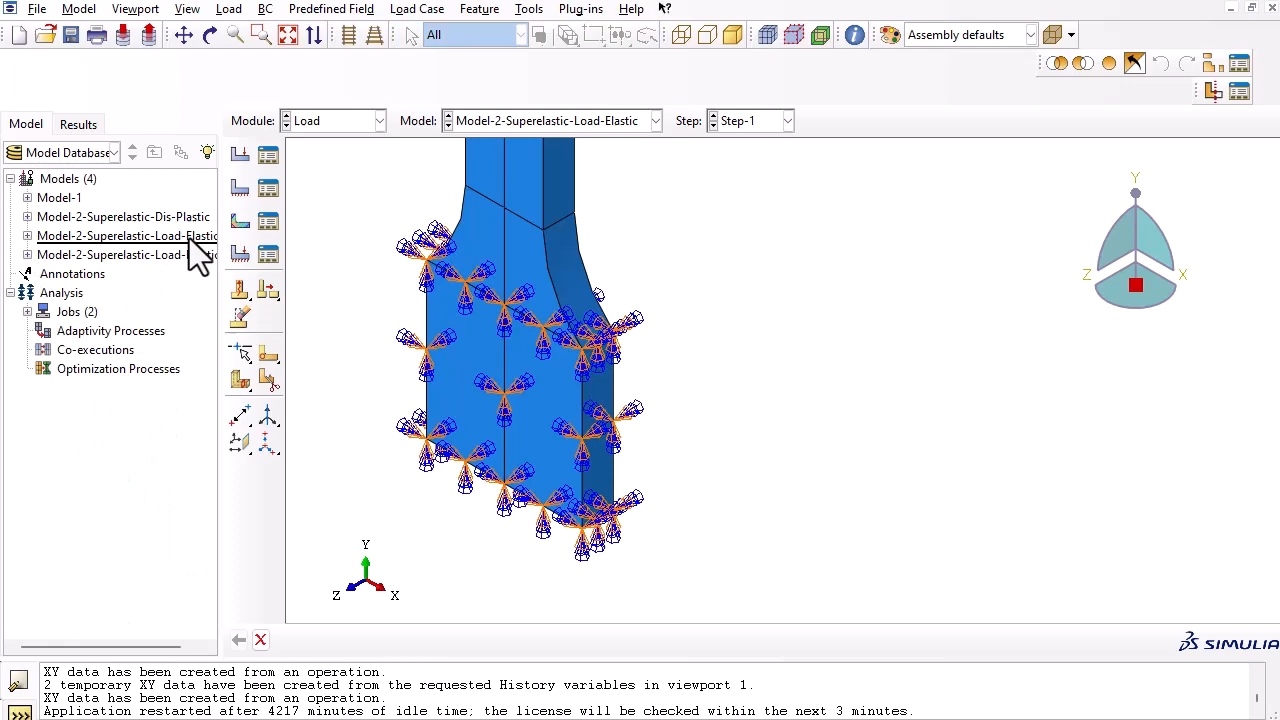 File Model Viewport View Load BC Predefined Field Load Case Feature Tools Plug-ins Help
All
Assembly defaults
Model Results
Module: Load Model: Model-2-Superelastic-Load-Elastic Step: Step-1
Model Database
Models (4)
Model-1
Model-2-Superelastic-Dis-Plastic
Model-2-Superelastic-Load-Elastic
Model-2-Superelastic-Load-
Annotations
Analysis
Jobs (2)
Adaptivity Processes
Co-executions
Optimization Processes
Y
Z X
Y
Z X
SIMULIA
XY data has been created from an operation.
2 temporary XY data have been created from the requested History variables in viewport 1.
XY data has been created from an operation.
Application restarted after 4217 minutes of idle time; the license will be checked within the next 3 minutes.